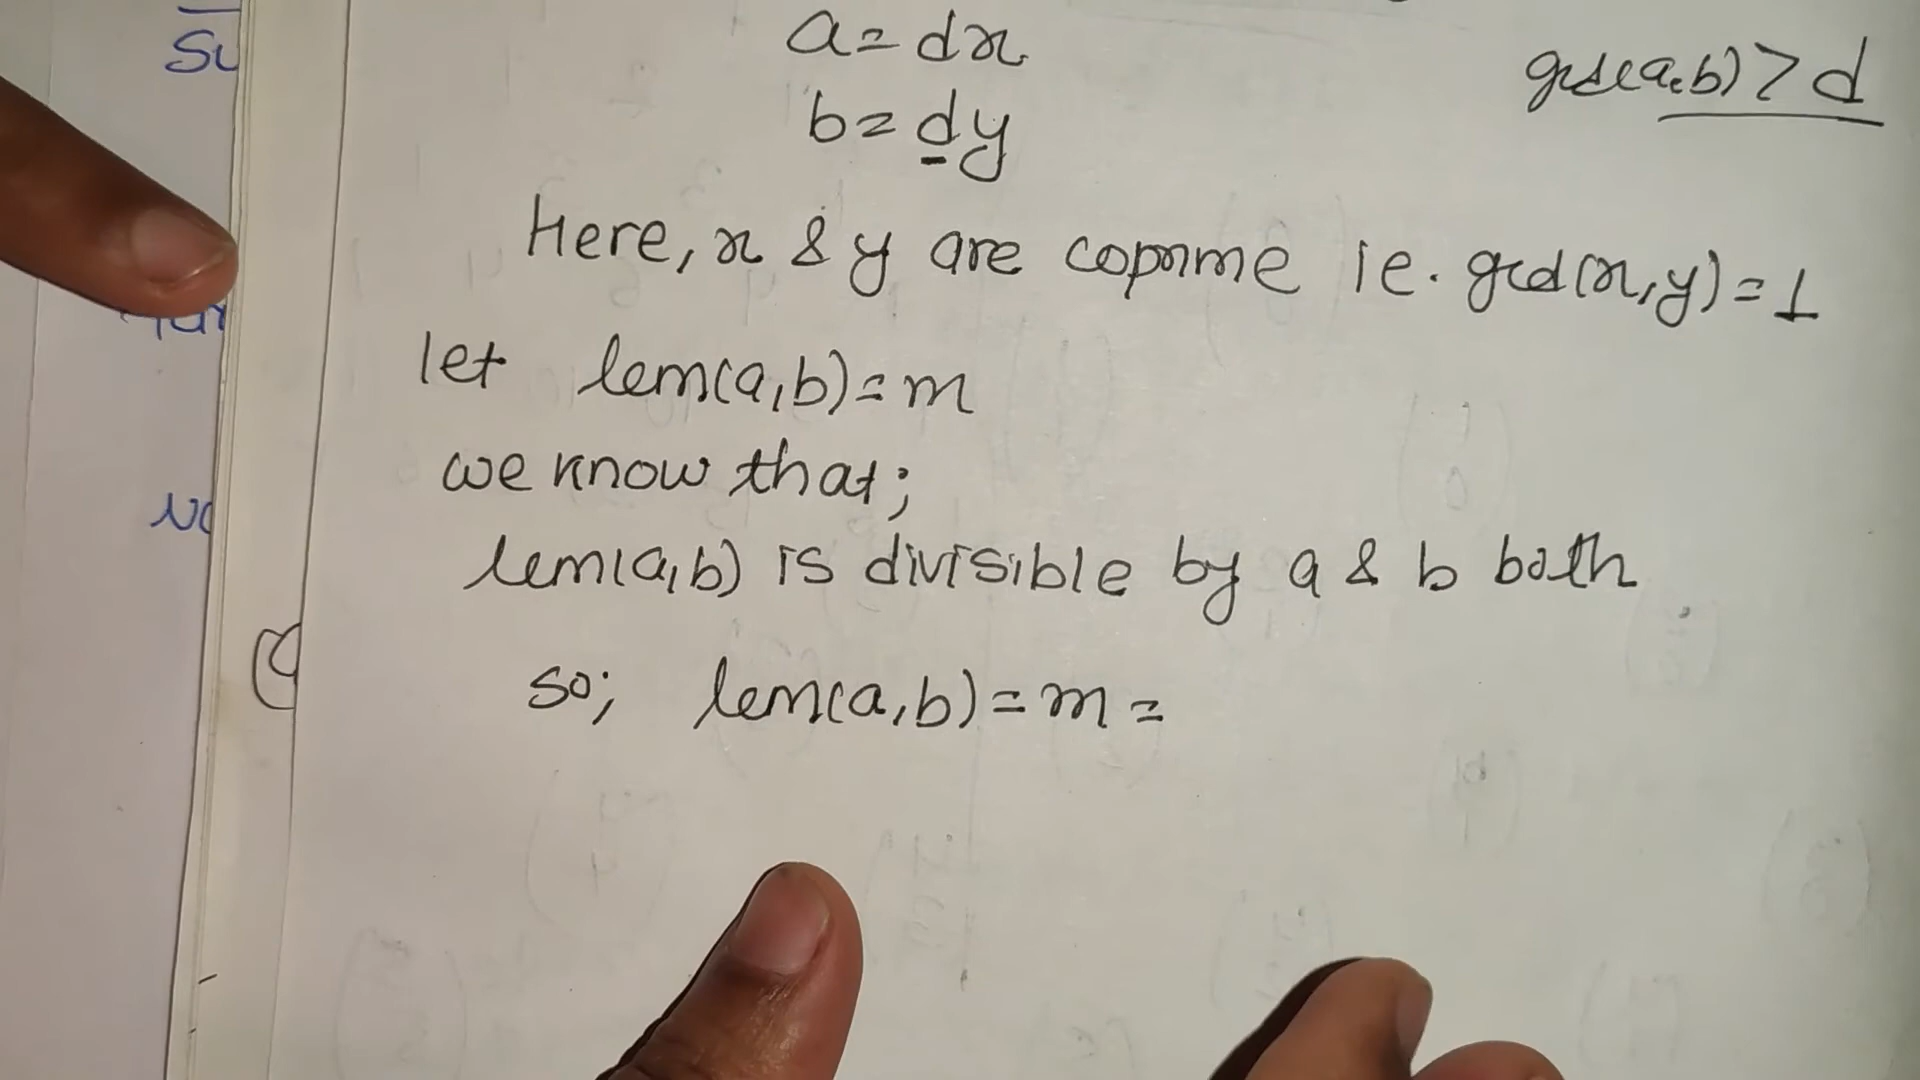 a = dx
gcd(a,b) > d
b = dy
Here, x & y are coprime ie. gcd(x,y) = 1
let lcm(a,b) = m
we know that;
lcm(a,b) is divisible by a & b both
so; lcm(a,b) = m =